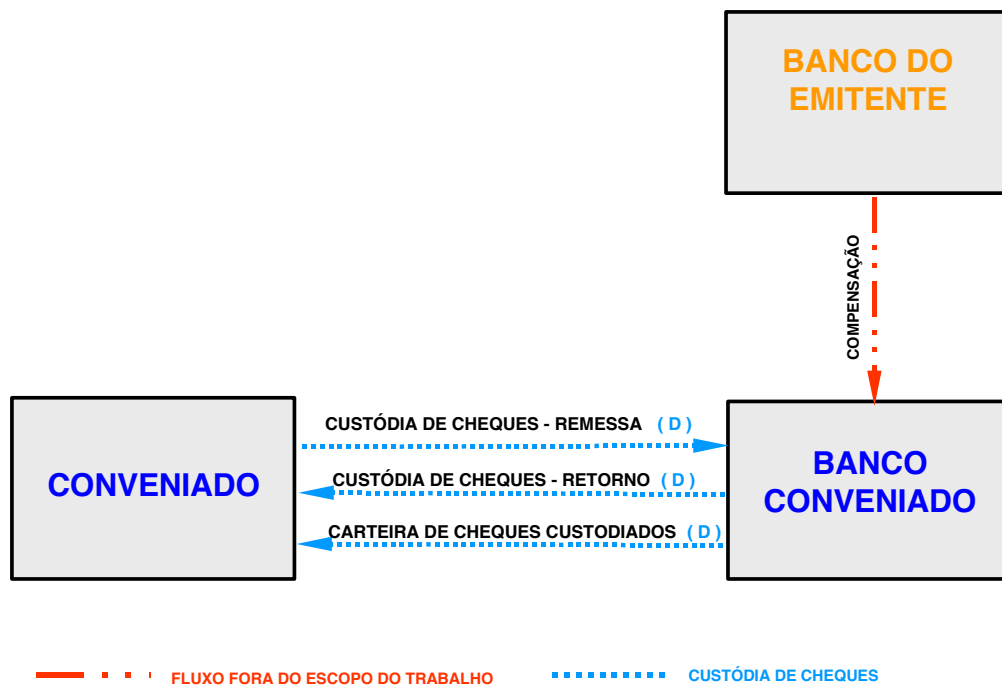 BANCO DO
EMITENTE
COMPENSAÇÃO
CUSTÓDIA DE CHEQUES - REMESSA ( D )
CONVENIADO
CUSTÓDIA DE CHEQUES - RETORNO ( D )
BANCO
CONVENIADO
CARTEIRA DE CHEQUES CUSTODIADOS ( D )
FLUXO FORA DO ESCOPO DO TRABALHO
CUSTÓDIA DE CHEQUES